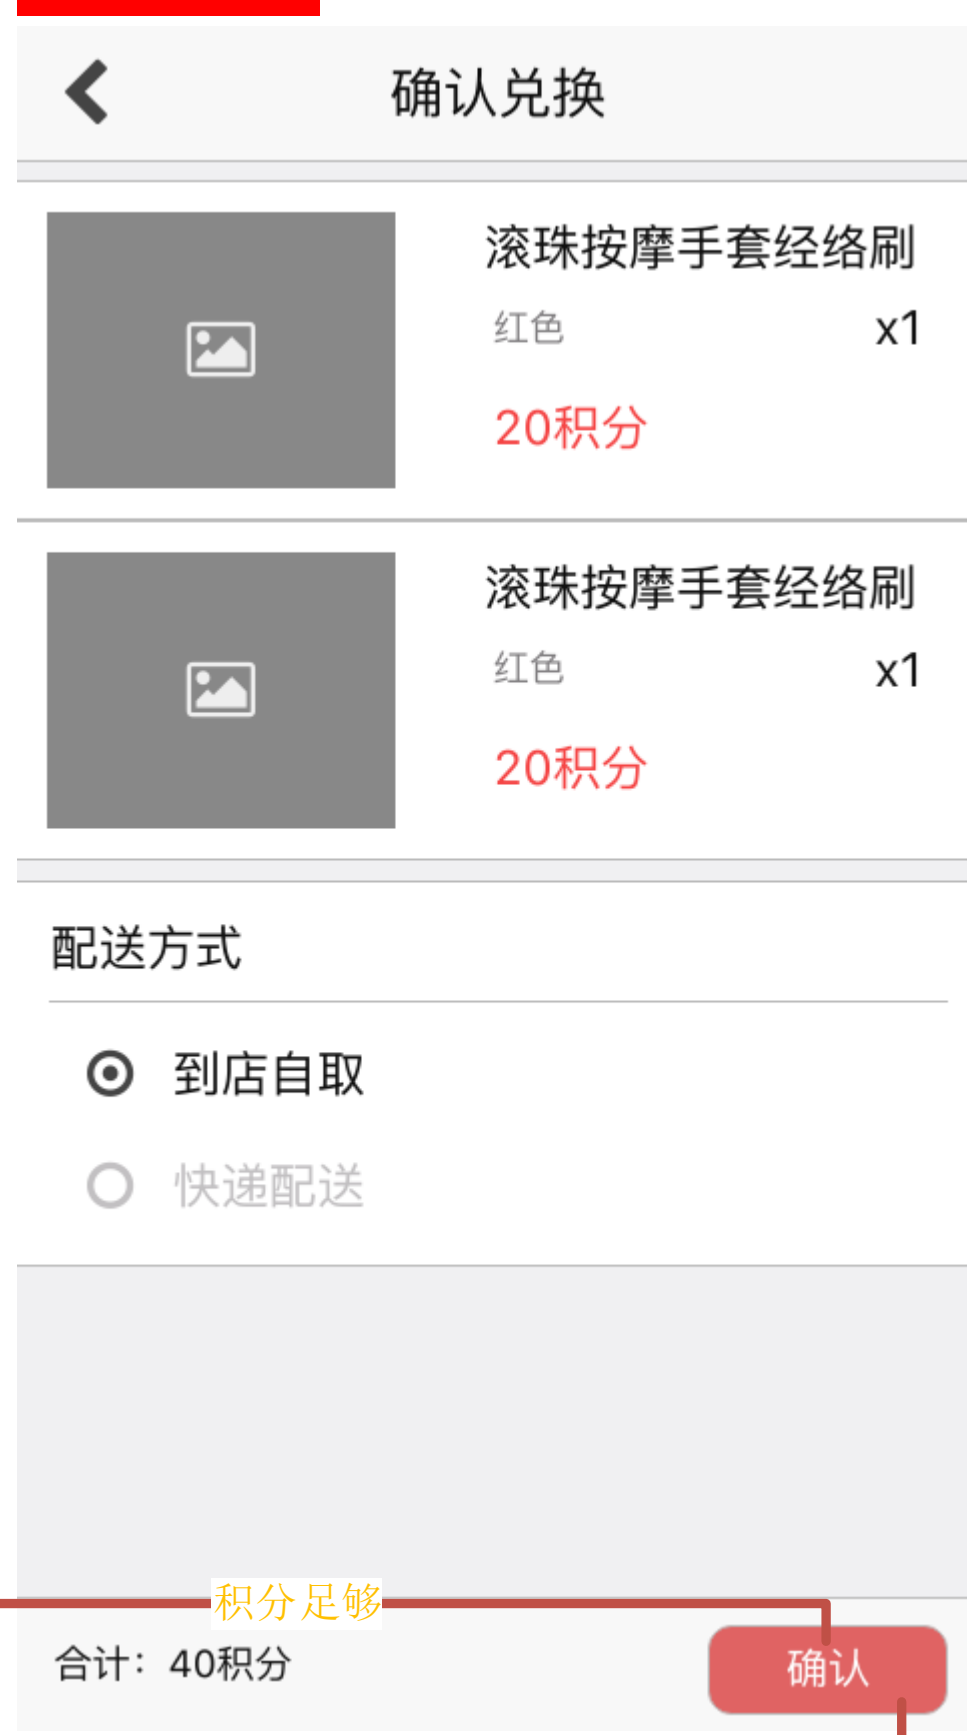 确认兑换
滚珠按摩手套经络刷
红色 x1
20积分
滚珠按摩手套经络刷
红色 x1
20积分
配送方式
到店自取
快递配送
积分足够
合计：40积分 确认